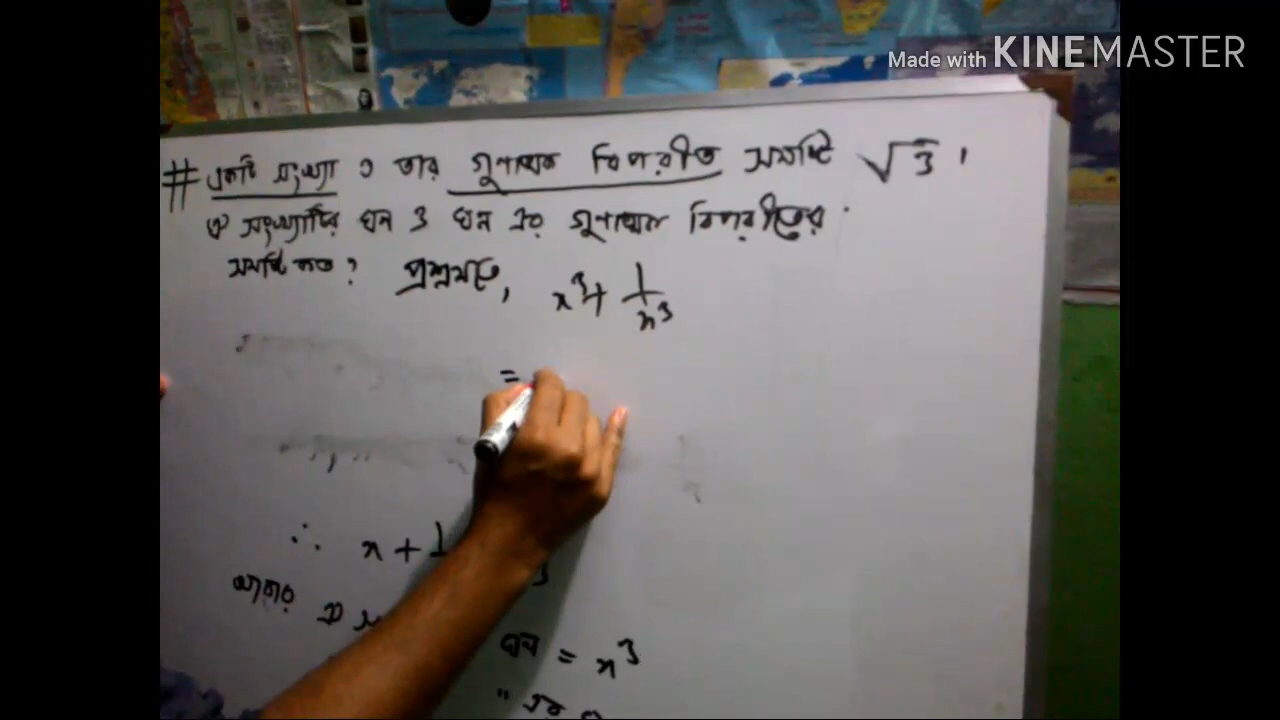 Made with KINEMASTER
# একটি সংখ্যা ও তার গুণাত্মক বিপরীত সমষ্টি √3 ।
ঐ সংখ্যাটির ঘন ও ঘন এর গুণাত্মক বিপরীতের
সমষ্টি কত? প্রশ্নমতে, x³ + 1/x³
=
∴ x + 1
আবার ঐ
ঘন = x³
" এর